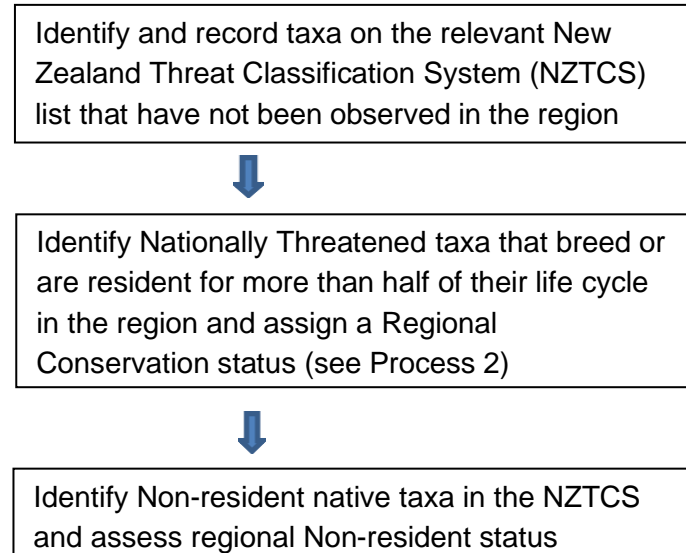 Identify and record taxa on the relevant New
Zealand Threat Classification System (NZTCS)
list that have not been observed in the region
Identify Nationally Threatened taxa that breed or
are resident for more than half of their life cycle
in the region and assign a Regional
Conservation status (see Process 2)
Identify Non-resident native taxa in the NZTCS
and assess regional Non-resident status